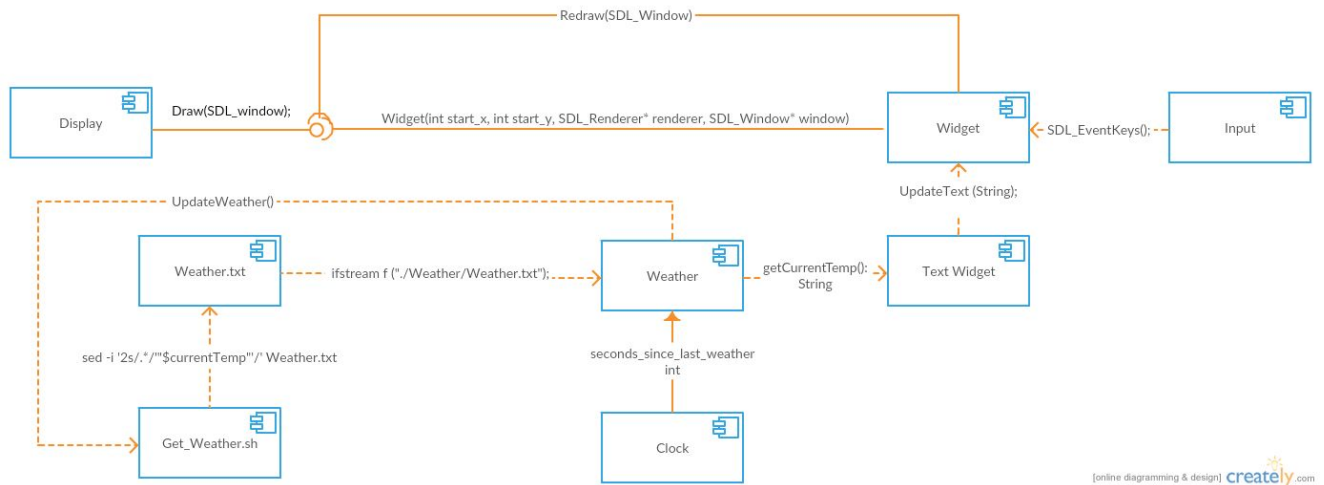 Redraw(SDL_Window)
Display
Draw(SDL_window);
Widget(int start_x, int start_y, SDL_Renderer* renderer, SDL_Window* window)
Widget
SDL_EventKeys();
Input
UpdateWeather()
UpdateText (String);
Weather.txt
ifstream f ("./Weather/Weather.txt");
Weather
getCurrentTemp():
String
Text Widget
sed -i '2s/.*/'"$currentTemp"'/' Weather.txt
seconds_since_last_weather
int
Get_Weather.sh
Clock
[online diagramming & design] creately.com